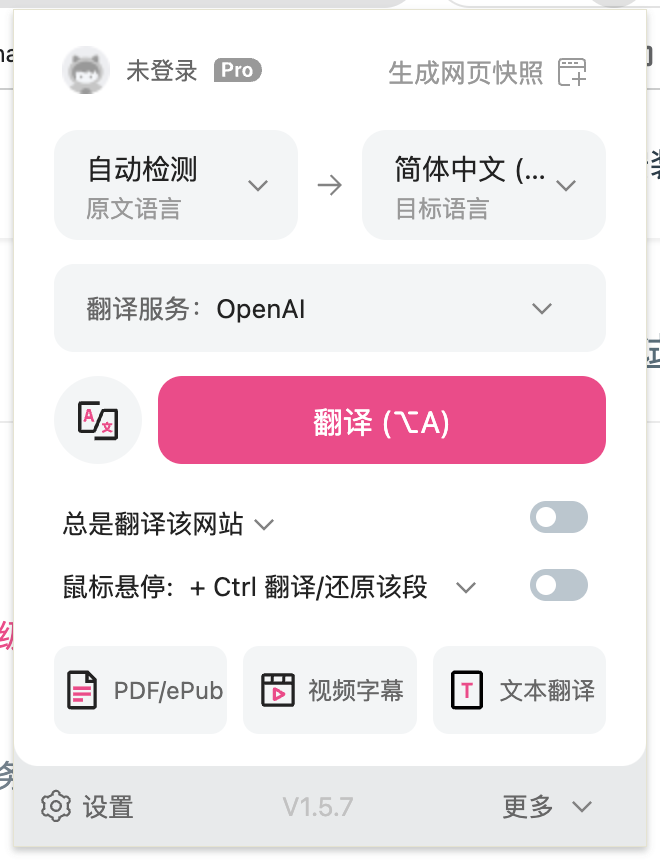 未登录 Pro 生成网页快照
自动检测
原文语言
→
简体中文 (...
目标语言
翻译服务: OpenAI
A文
翻译 (⌥A)
总是翻译该网站
鼠标悬停: + Ctrl 翻译/还原该段
PDF/ePub
视频字幕
T 文本翻译
设置 V1.5.7 更多